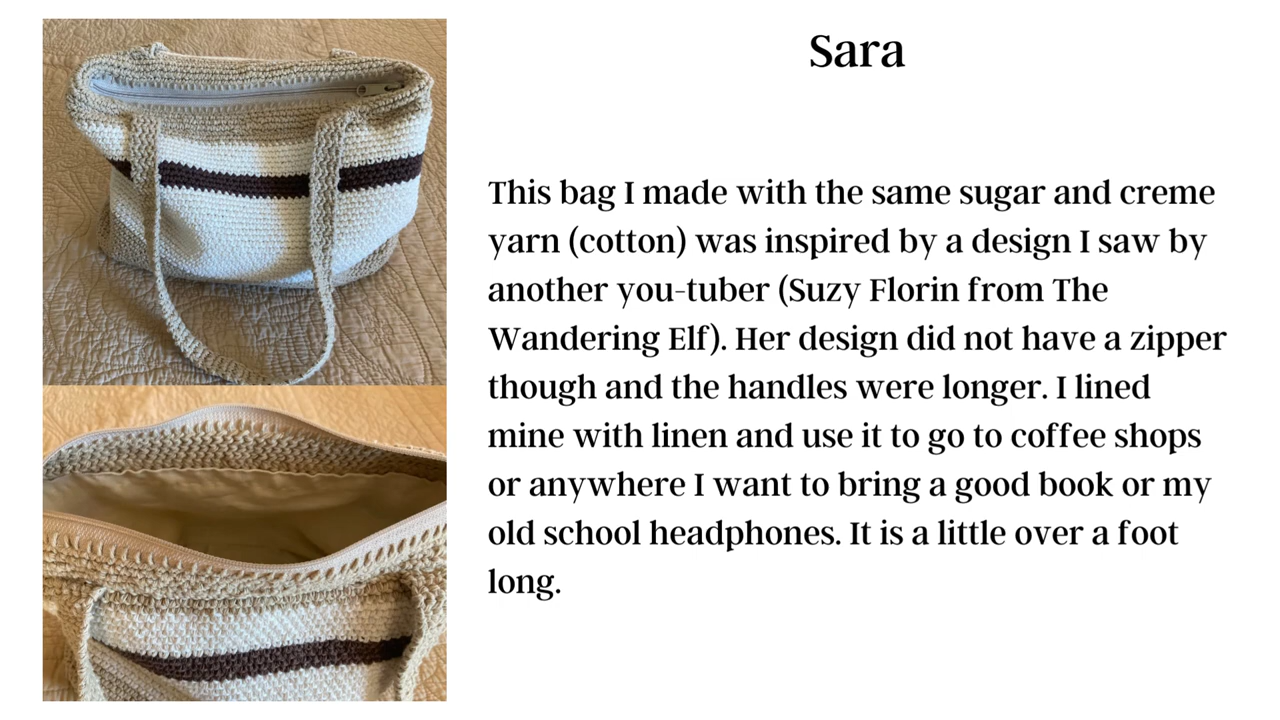 Sara
This bag I made with the same sugar and creme
yarn (cotton) was inspired by a design I saw by
another you-tuber (Suzy Florin from The
Wandering Elf). Her design did not have a zipper
though and the handles were longer. I lined
mine with linen and use it to go to coffee shops
or anywhere I want to bring a good book or my
old school headphones. It is a little over a foot
long.